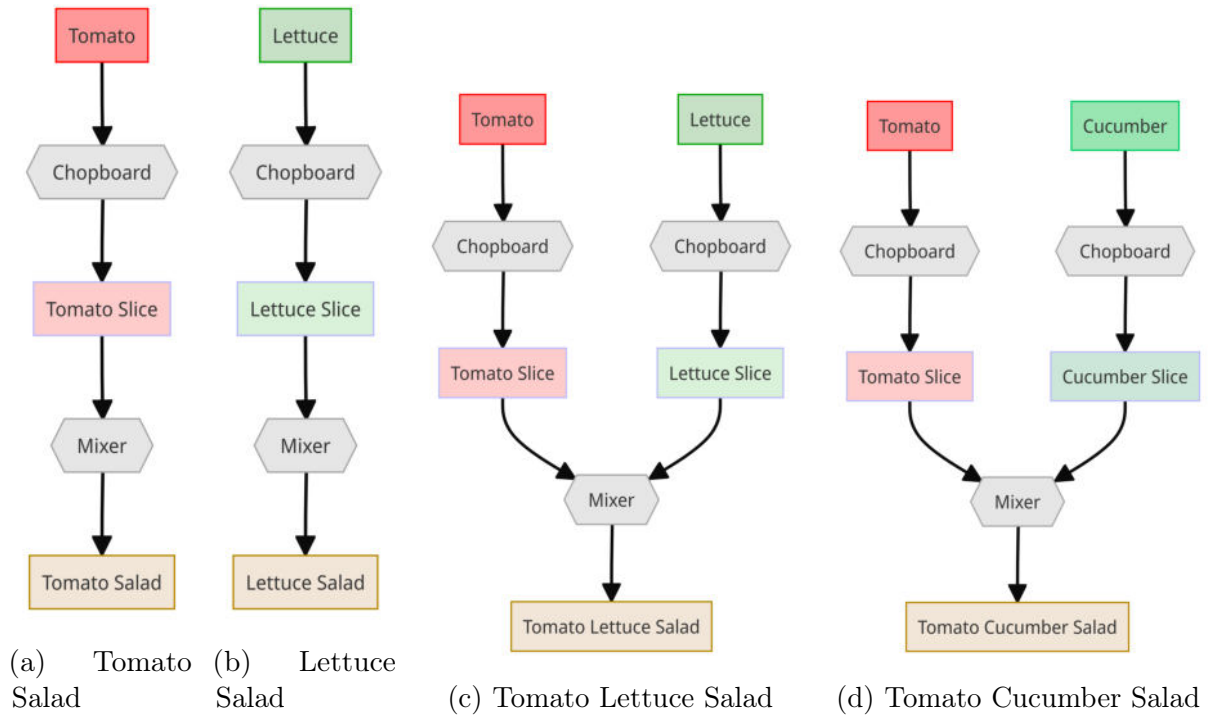 Tomato
Chopboard
Tomato Slice
Mixer
Tomato Salad
(a) Tomato
Salad
Lettuce
Chopboard
Lettuce Slice
Mixer
Lettuce Salad
(b) Lettuce
Salad
Tomato Lettuce
Chopboard Chopboard
Tomato Slice Lettuce Slice
Mixer
Tomato Lettuce Salad
(c) Tomato Lettuce Salad
Tomato Cucumber
Chopboard Chopboard
Tomato Slice Cucumber Slice
Mixer
Tomato Cucumber Salad
(d) Tomato Cucumber Salad